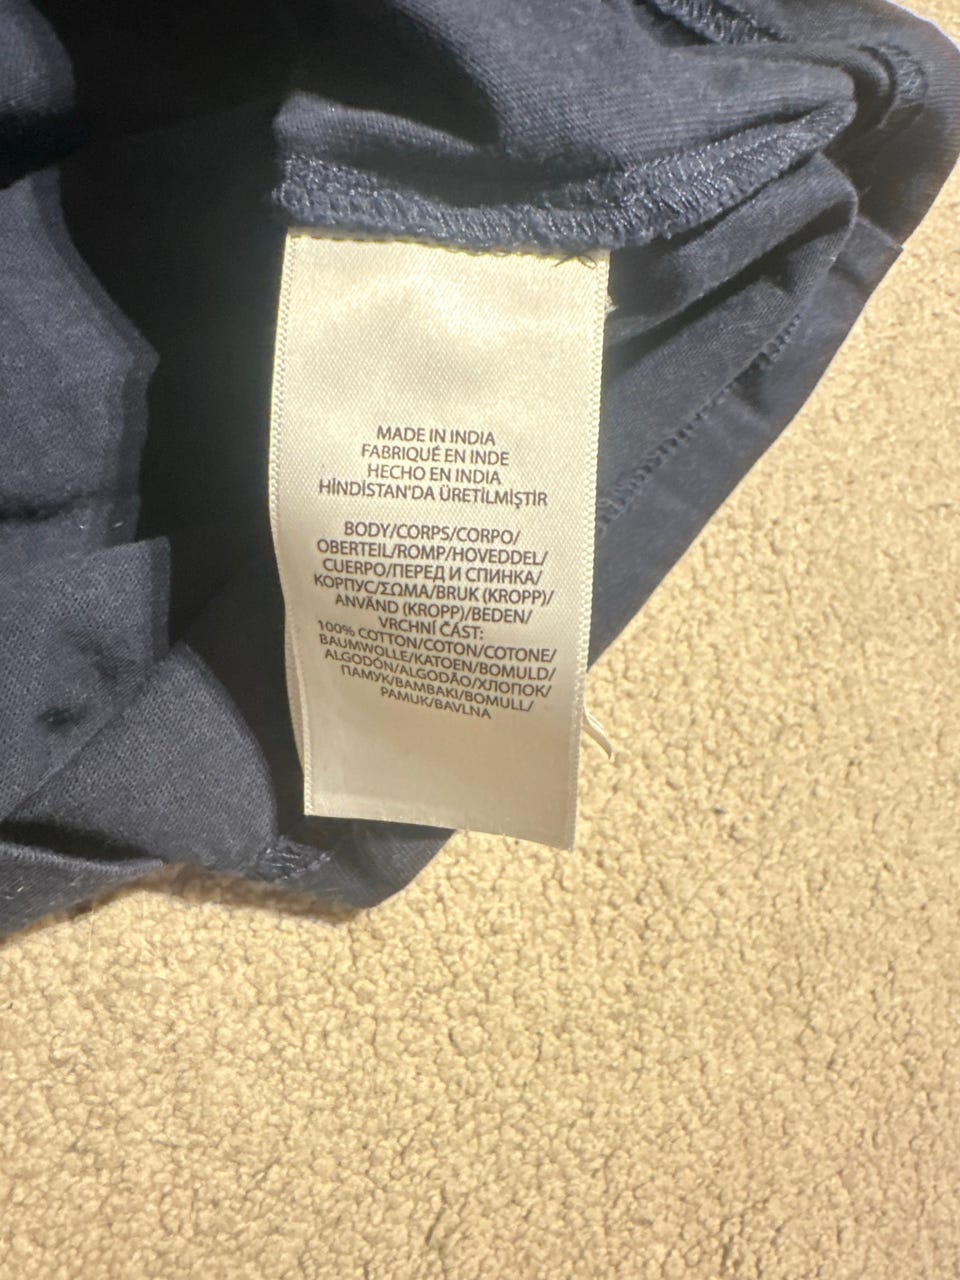 MADE IN INDIA
FABRIQUÉ EN INDE
HECHO EN INDIA
HİNDİSTAN'DA ÜRETİLMİŞTİR
BODY/CORPS/CORPO/
OBERTEIL/ROMP/HOVEDDEL/
CUERPO/ПЕРЕД И СПИНКА/
КОРПУС/ΣΩΜΑ/BRUK (KROPP)/
ANVÄND (KROPP)/BEDEN/
VRCHNÍ ČÁST:
100% COTTON/COTON/COTONE/
BAUMWOLLE/KATOEN/BOMULD/
ALGODÓN/ALGODÃO/ХЛОПОК/
ПАМУК/BAMBAKI/BOMULL/
PAMUK/BAVLNA